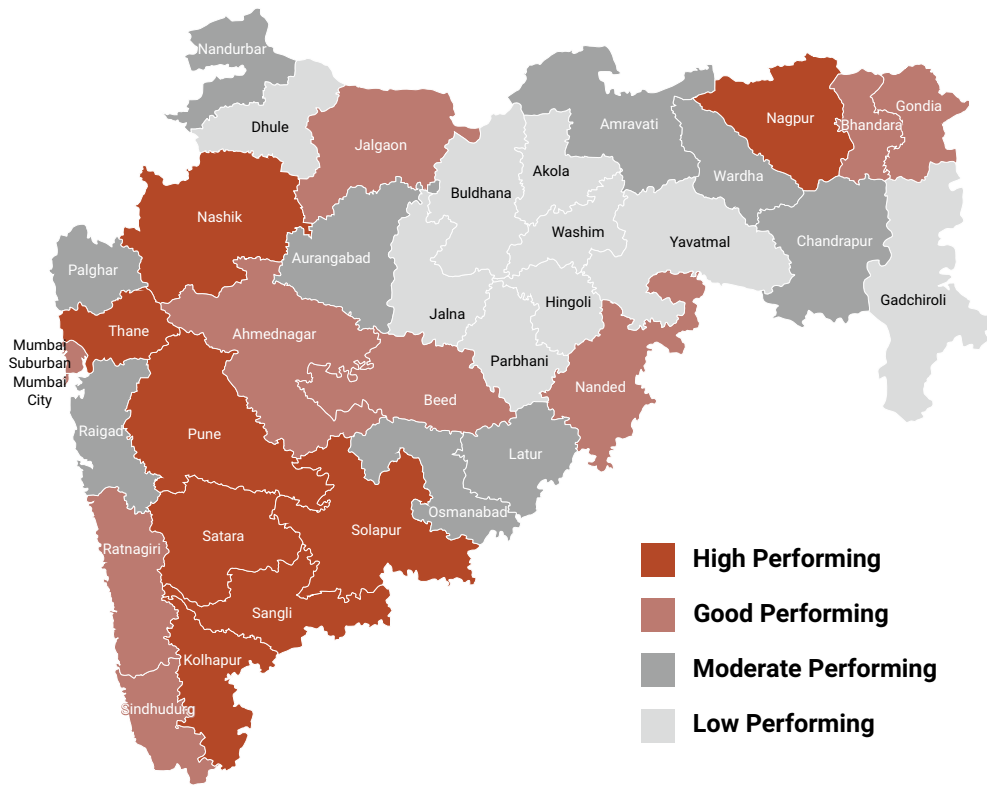 Nandurbar
Dhule
Jalgaon
Amravati
Nagpur
Bhandara
Gondia
Buldhana
Akola
Wardha
Nashik
Washim
Yavatmal
Chandrapur
Palghar
Aurangabad
Gadchiroli
Hingoli
Jalna
Thane
Ahmednagar
Mumbai
Suburban
Mumbai
City
Parbhani
Nanded
Beed
Raigad
Pune
Latur
Osmanabad
Ratnagiri
Satara
Solapur
Sangli
Kolhapur
Sindhudurg
High Performing
Good Performing
Moderate Performing
Low Performing